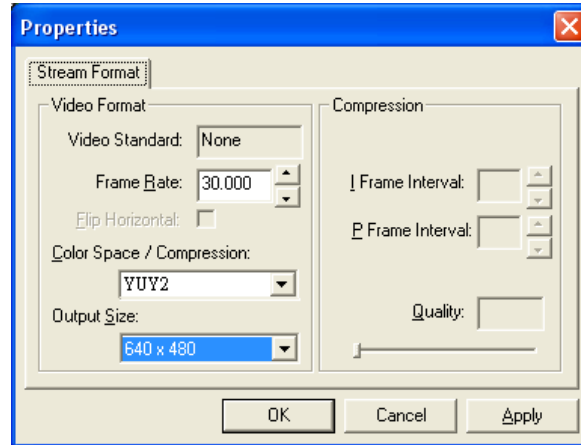 Properties
Stream Format
Video Format
Video Standard: None
Frame Rate: 30.000
Flip Horizontal:
Color Space / Compression:
YUY2
Output Size:
640 x 480
Compression
I Frame Interval:
P Frame Interval:
Quality:
OK Cancel Apply